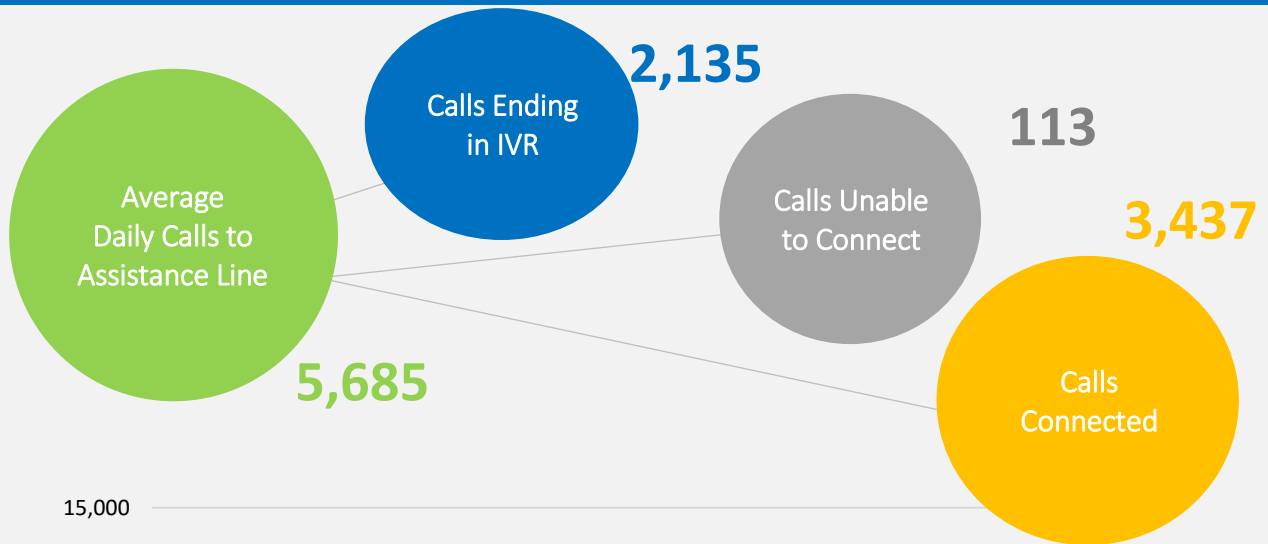 Average
Daily Calls to
Assistance Line
5,685
Calls Ending
in IVR
2,135
Calls Unable
to Connect
113
Calls
Connected
3,437
15,000